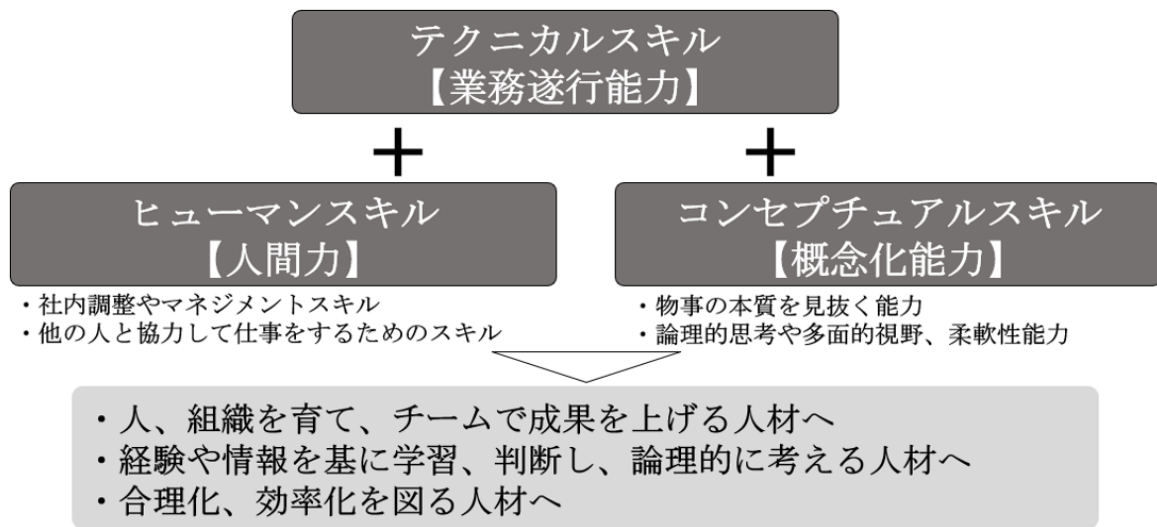 テクニカルスキル
【業務遂行能力】
＋
＋
ヒューマンスキル
【人間力】
・社内調整やマネジメントスキル
・他の人と協力して仕事をするためのスキル
コンセプチュアルスキル
【概念化能力】
・物事の本質を見抜く能力
・論理的思考や多面的視野、柔軟性能力
・人、組織を育て、チームで成果を上げる人材へ
・経験や情報を基に学習、判断し、論理的に考える人材へ
・合理化、効率化を図る人材へ